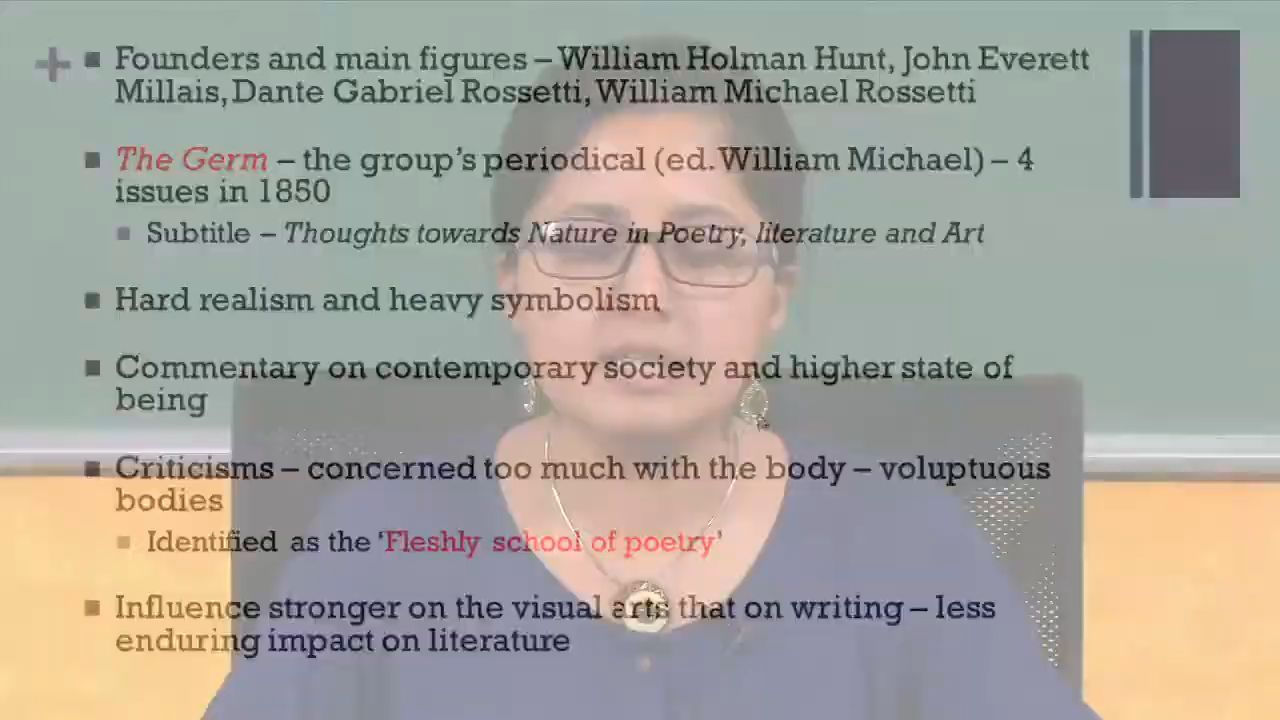 Founders and main figures – William Holman Hunt, John Everett
Millais, Dante Gabriel Rossetti, William Michael Rossetti
The Germ – the group's periodical (ed. William Michael) – 4
issues in 1850
Subtitle – Thoughts towards Nature in Poetry, literature and Art
Hard realism and heavy symbolism
Commentary on contemporary society and higher state of
being
Criticisms – concerned too much with the body – voluptuous
bodies
Identified as the 'Fleshly school of poetry'
Influence stronger on the visual arts that on writing – less
enduring impact on literature